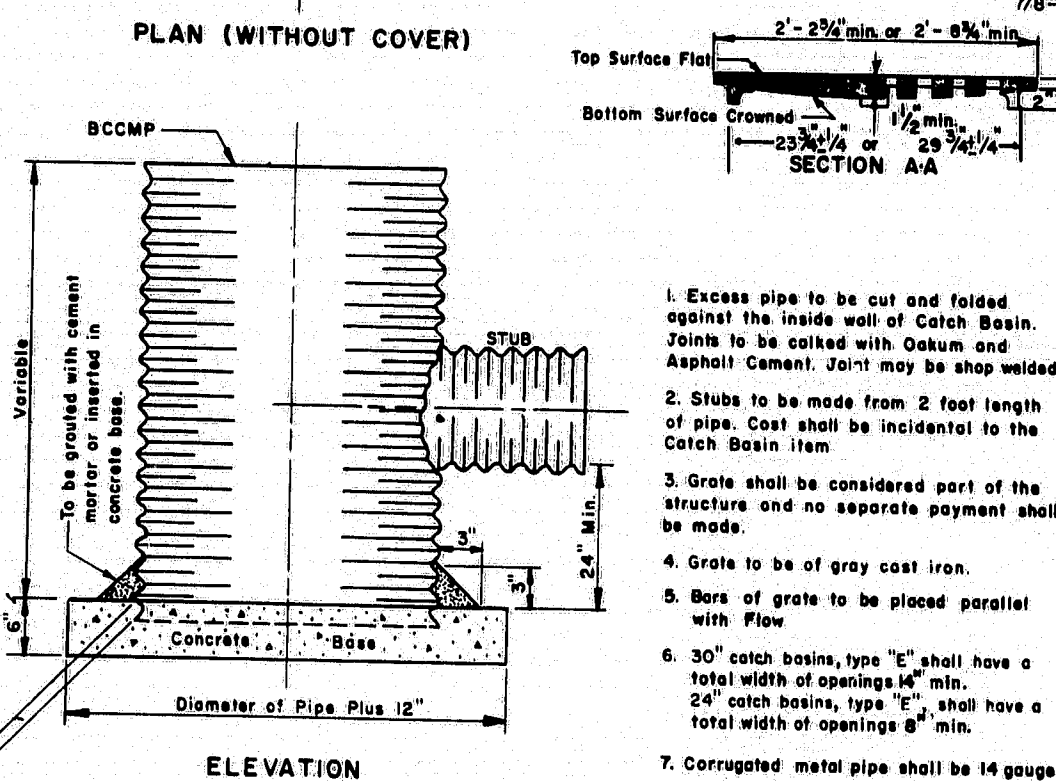 7/8-
PLAN (WITHOUT COVER)
2'- 2¾" min. or 2'- 8¾" min.
Top Surface Flat
2"
Bottom Surface Crowned
1½" min.
23¾"±¼" or 29¾"±¼"
SECTION A-A
BCCMP
Variable
To be grouted with cement
mortar or inserted in
concrete base.
STUB
3"
3"
24" Min.
6"
Concrete Base
Diameter of Pipe Plus 12"
ELEVATION
1. Excess pipe to be cut and folded
against the inside wall of Catch Basin.
Joints to be calked with Oakum and
Asphalt Cement. Joint may be shop welded
2. Stubs to be made from 2 foot length
of pipe. Cost shall be incidental to the
Catch Basin item
3. Grate shall be considered part of the
structure and no separate payment shall
be made.
4. Grate to be of gray cast iron.
5. Bars of grate to be placed parallel
with Flow
6. 30" catch basins, type "E" shall have a
total width of openings 14" min.
24" catch basins, type "E", shall have a
total width of openings 8" min.
7. Corrugated metal pipe shall be 14 gauge